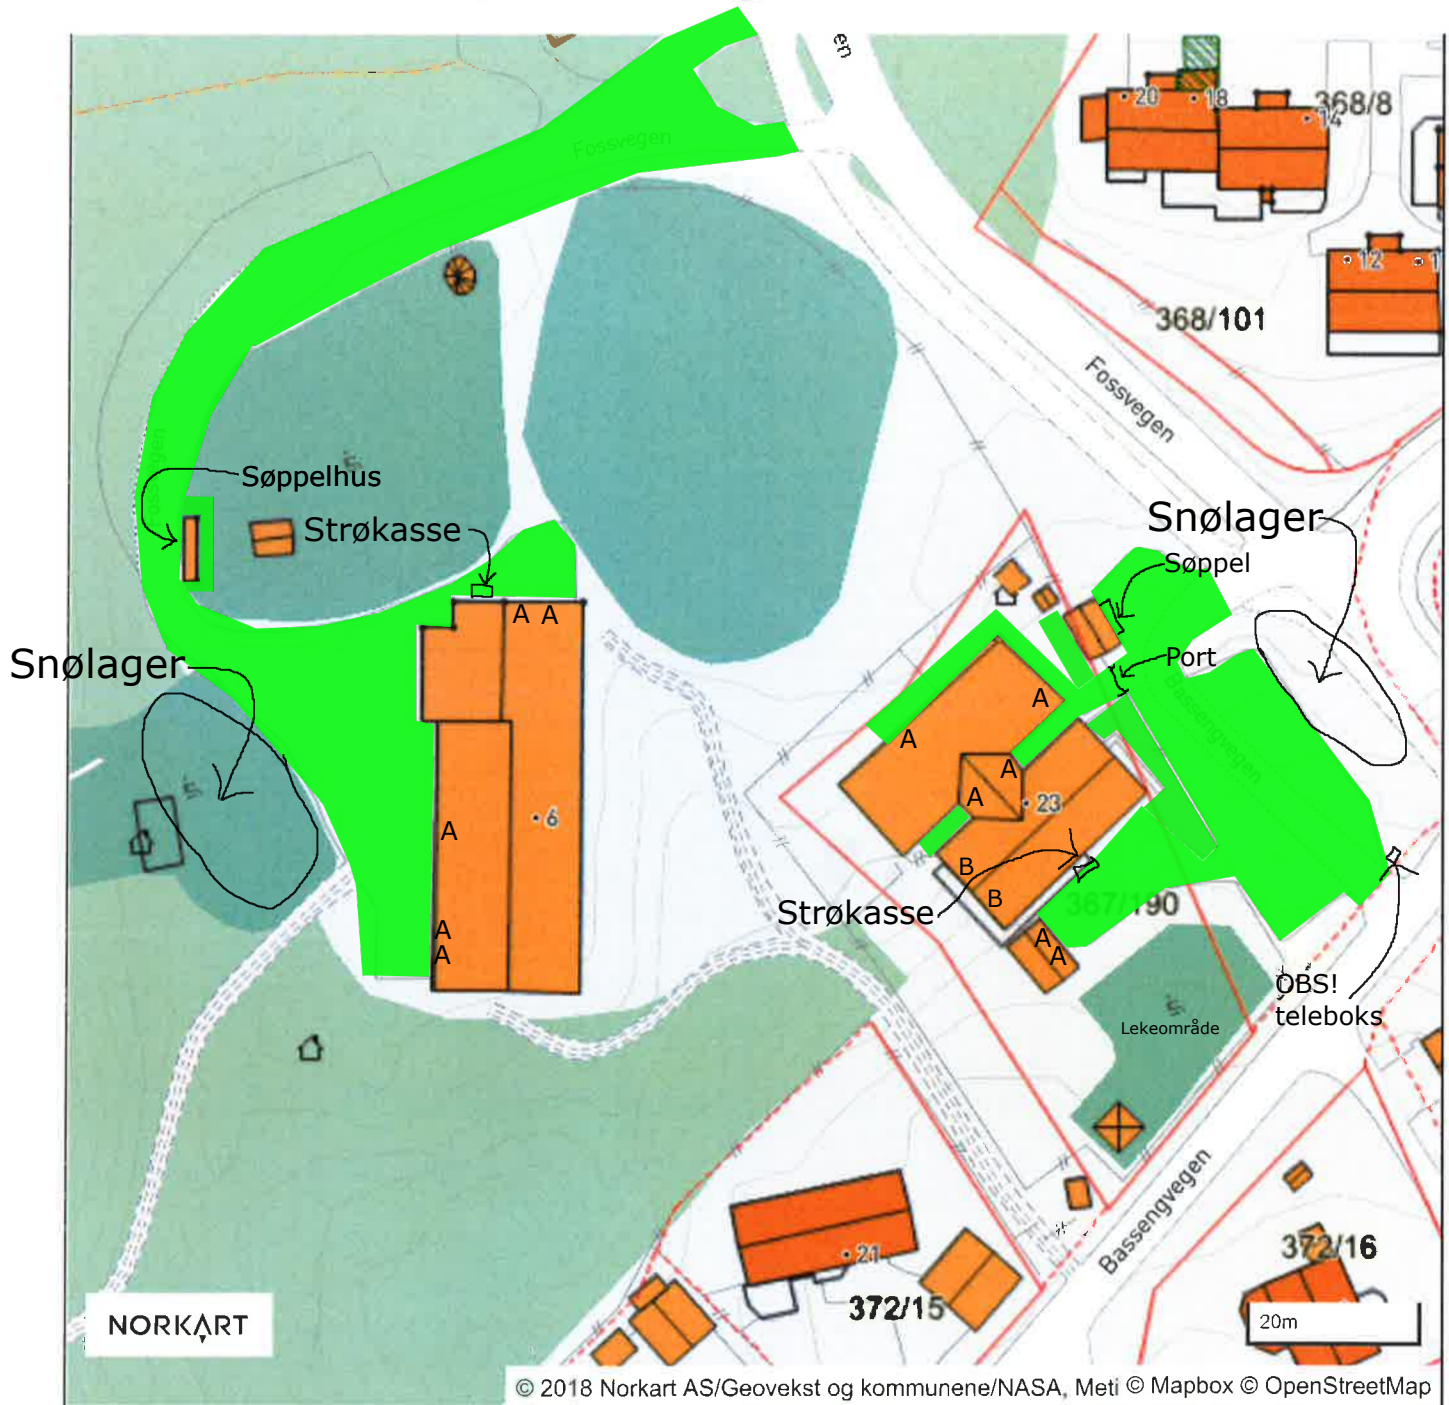 en
20
18
14
368/8
Fossvegen
12
368/101
Fossvegen
Søppelhus
Strøkasse
Snølager
Søppel
A A
Snølager
Port
Bassengvegen
A
A
A
A
23
6
A
B
B
Strøkasse
367/190
A
A
A
A
OBS!
teleboks
Lekeområde
Bassengvegen
21
372/15
372/16
20m
NORKART
© 2018 Norkart AS/Geovekst og kommunene/NASA, Meti © Mapbox © OpenStreetMap